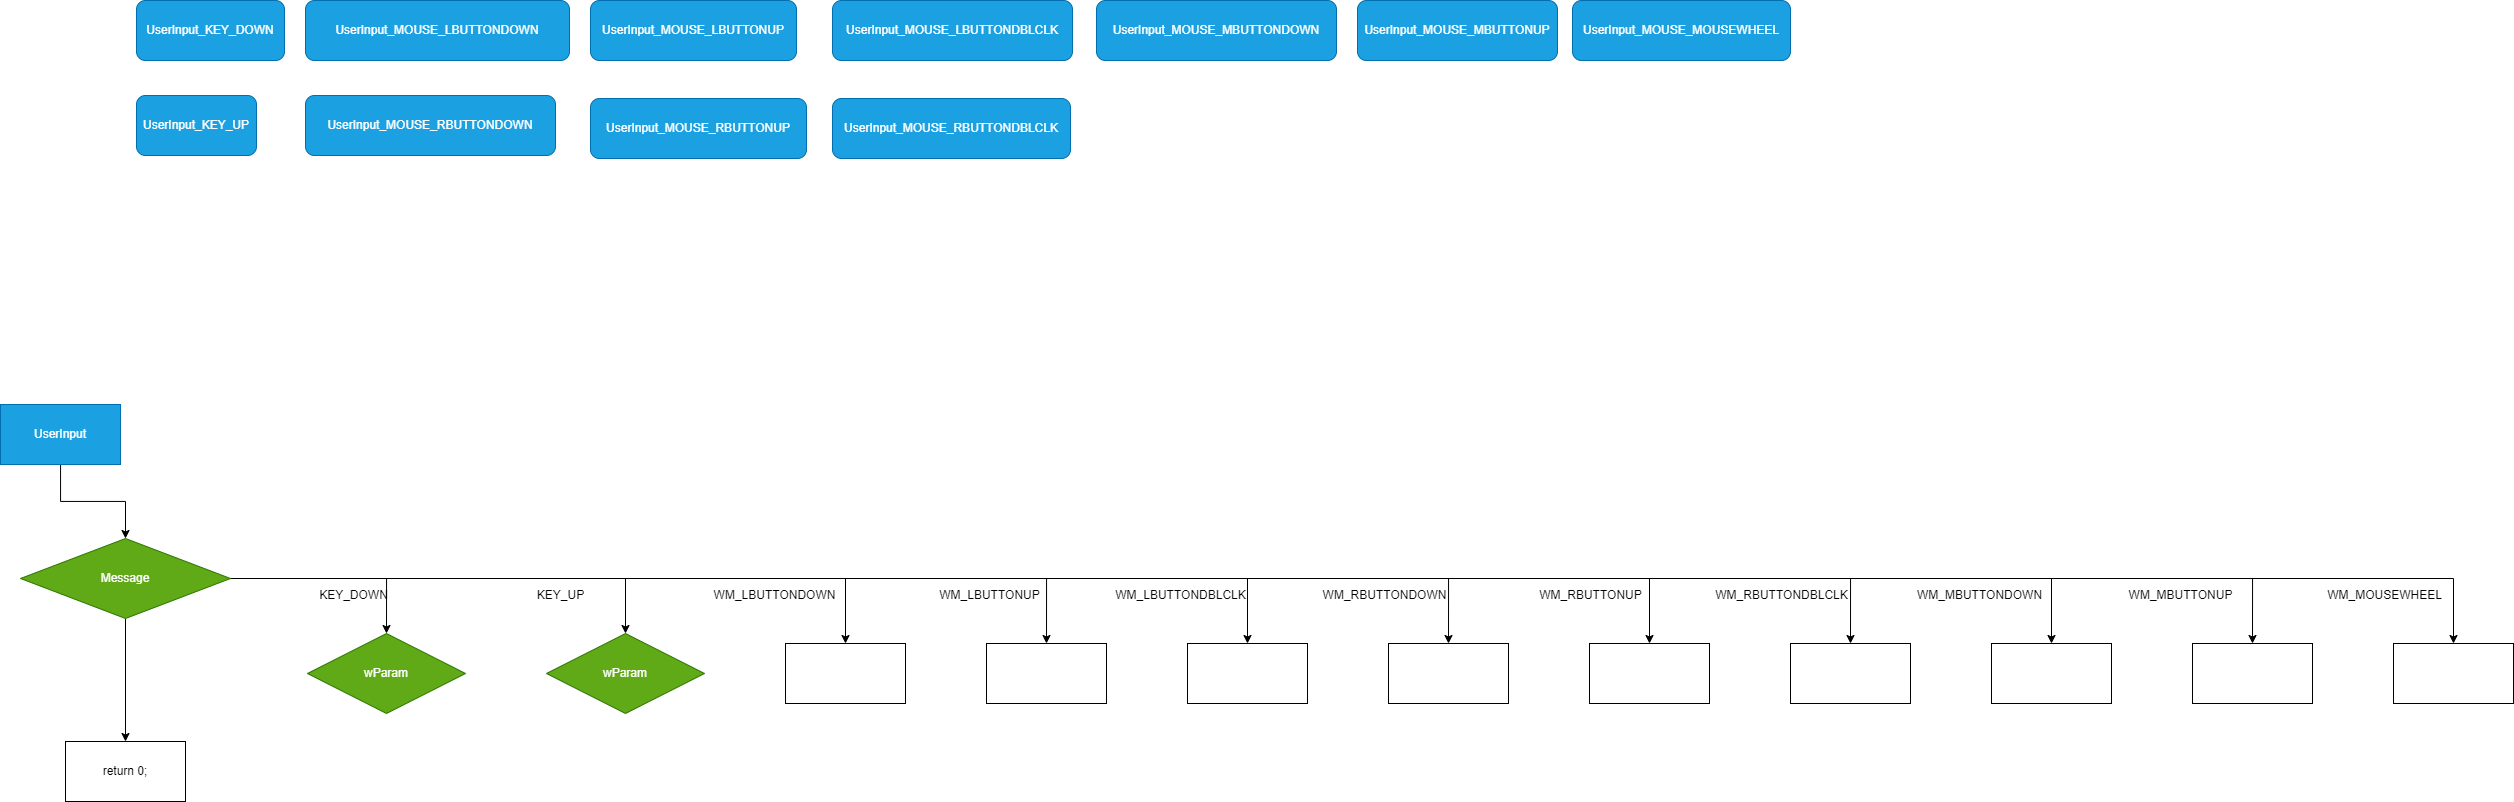 UserInput_KEY_DOWN
UserInput_MOUSE_LBUTTONDOWN
UserInput_MOUSE_LBUTTONUP
UserInput_MOUSE_LBUTTONDBLCLK
UserInput_MOUSE_MBUTTONDOWN
UserInput_MOUSE_MBUTTONUP
UserInput_MOUSE_MOUSEWHEEL
UserInput_KEY_UP
UserInput_MOUSE_RBUTTONDOWN
UserInput_MOUSE_RBUTTONUP
UserInput_MOUSE_RBUTTONDBLCLK
UserInput
Message
KEY_DOWN
KEY_UP
WM_LBUTTONDOWN
WM_LBUTTONUP
WM_LBUTTONDBLCLK
WM_RBUTTONDOWN
WM_RBUTTONUP
WM_RBUTTONDBLCLK
WM_MBUTTONDOWN
WM_MBUTTONUP
WM_MOUSEWHEEL
wParam
wParam
return 0;